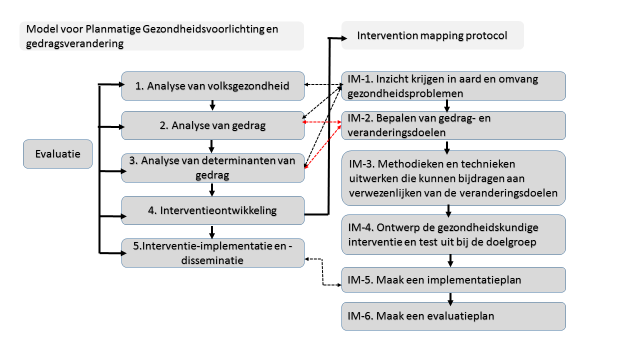 Model voor Planmatige Gezondheidsvoorlichting en
gedragsverandering
Intervention mapping protocol
1. Analyse van volksgezondheid
2. Analyse van gedrag
Evaluatie
3. Analyse van determinanten van
gedrag
4. Interventieontwikkeling
5.Interventie-implementatie en -
disseminatie
IM-1. Inzicht krijgen in aard en omvang
gezondheidsproblemen
IM-2. Bepalen van gedrag- en
veranderingsdoelen
IM-3. Methodieken en technieken
uitwerken die kunnen bijdragen aan
verwezenlijken van de veranderingsdoelen
IM-4. Ontwerp de gezondheidskundige
interventie en test uit bij de doelgroep
IM-5. Maak een implementatieplan
IM-6. Maak een evaluatieplan